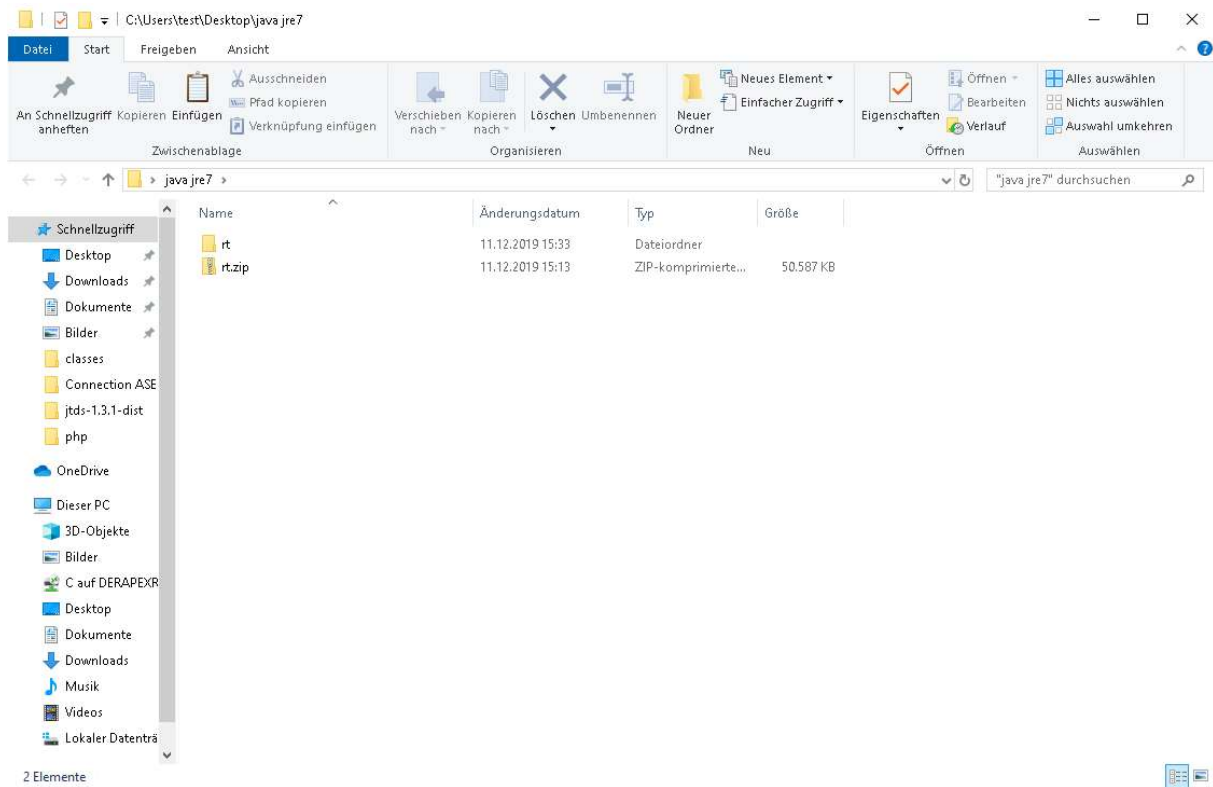 C:\Users\test\Desktop\java jre7
Datei Start Freigeben Ansicht
An Schnellzugriff anheften
Kopieren
Einfügen
Ausschneiden
Pfad kopieren
Verknüpfung einfügen
Zwischenablage
Verschieben nach
Kopieren nach
Löschen
Umbenennen
Organisieren
Neuer Ordner
Neues Element
Einfacher Zugriff
Neu
Eigenschaften
Öffnen
Bearbeiten
Verlauf
Öffnen
Alles auswählen
Nichts auswählen
Auswahl umkehren
Auswählen
java jre7
"java jre7" durchsuchen
Name Änderungsdatum Typ Größe
rt 11.12.2019 15:33 Dateiordner
rt.zip 11.12.2019 15:13 ZIP-komprimierte... 50.587 KB
Schnellzugriff
Desktop
Downloads
Dokumente
Bilder
classes
Connection ASE
jtds-1.3.1-dist
php
OneDrive
Dieser PC
3D-Objekte
Bilder
C auf DERAPEXR
Desktop
Dokumente
Downloads
Musik
Videos
Lokaler Datenträ
2 Elemente